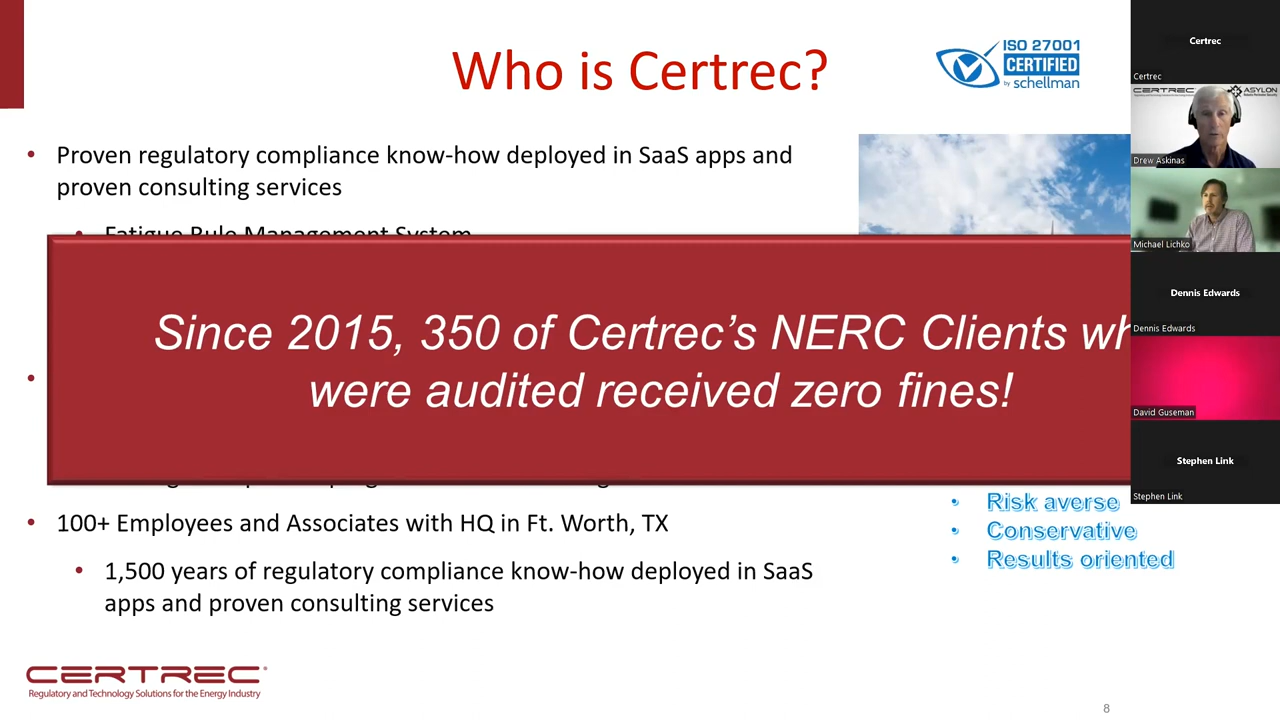 Who is Certrec?
ISO 27001
CERTIFIED
by schellman
• Proven regulatory compliance know-how deployed in SaaS apps and
proven consulting services
• Fatigue Rule Management System
Since 2015, 350 of Certrec’s NERC Clients
were audited received zero fines!
• 100+ Employees and Associates with HQ in Ft. Worth, TX
• 1,500 years of regulatory compliance know-how deployed in SaaS
apps and proven consulting services
• Risk averse
• Conservative
• Results oriented
CERTREC
Regulatory and Technology Solutions for the Energy Industry
8
Certrec
Certrec
CERTREC
ASYLON
Drew Askinas
Michael Lichko
Dennis Edwards
Dennis Edwards
David Guseman
Stephen Link
Stephen Link